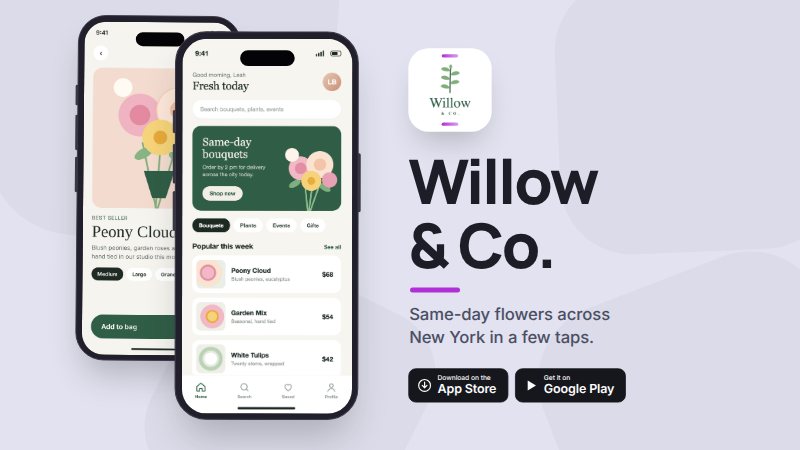 9:41
‹
BEST SELLER
Peony Cloud
Blush peonies, garden roses a
hand tied in our studio this mo
Medium Large Grand
Add to bag
9:41
Good morning, Leah
Fresh today
LB
Search bouquets, plants, events
Same-day
bouquets
Order by 2 pm for delivery
across the city today.
Shop now
Bouquets Plants Events Gifts
Popular this week See all
Peony Cloud $68
Blush peonies, eucalyptus
Garden Mix $54
Seasonal, hand tied
White Tulips $42
Twenty stems, wrapped
Home Search Saved Profile
Willow
& CO
Willow
& Co.
Same-day flowers across
New York in a few taps.
Download on the
App Store
Get it on
Google Play